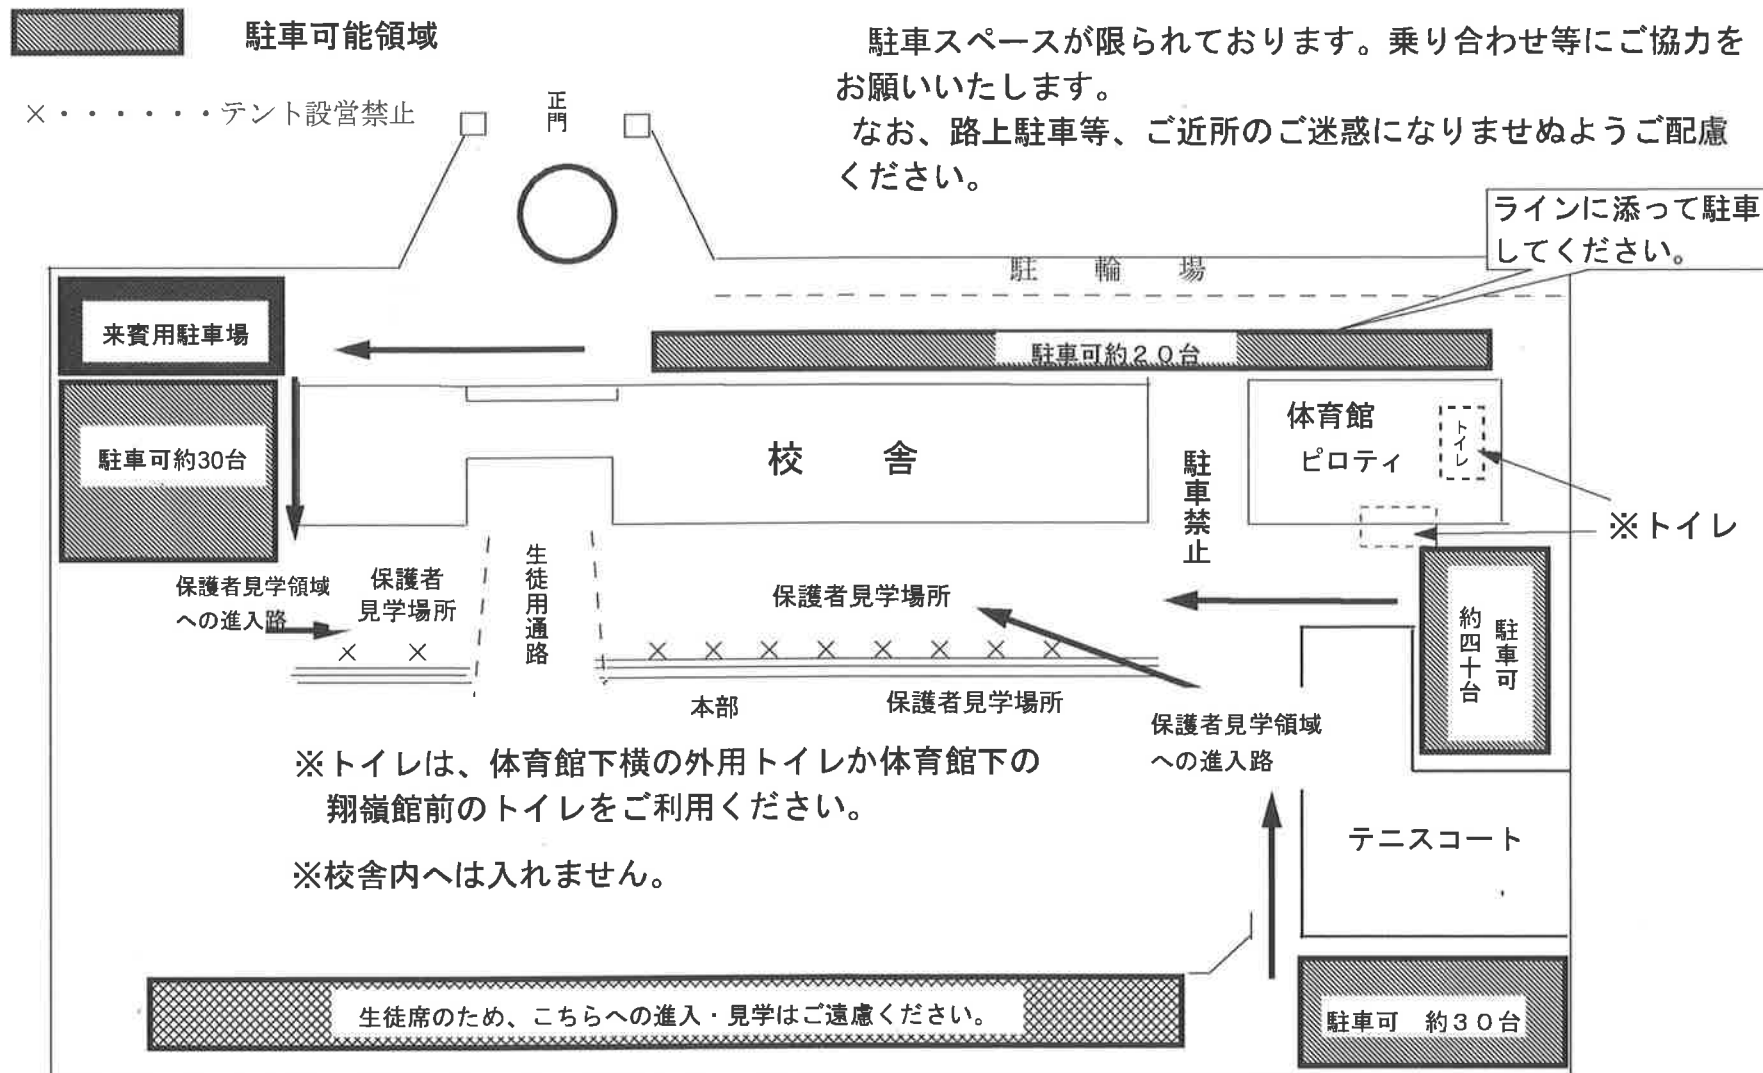 駐車可能領域
×・・・・・・テント設営禁止
駐車スペースが限られております。乗り合わせ等にご協力を
お願いいたします。
なお、路上駐車等、ご近所のご迷惑になりませぬようご配慮
ください。
正門
ラインに添って駐車
してください。
駐　輪　場
来賓用駐車場
駐車可約２０台
駐車可約30台
校　舎
体育館
ピロティ
トイレ
駐車禁止
※トイレ
生徒用通路
保護者見学領域
への進入路
保護者
見学場所
保護者見学場所
駐車可
約四十台
× ×
× × × × × × × ×
本部
保護者見学場所
保護者見学領域
への進入路
※トイレは、体育館下横の外用トイレか体育館下の
翔嶺館前のトイレをご利用ください。
※校舎内へは入れません。
テニスコート
生徒席のため、こちらへの進入・見学はご遠慮ください。
駐車可　約３０台